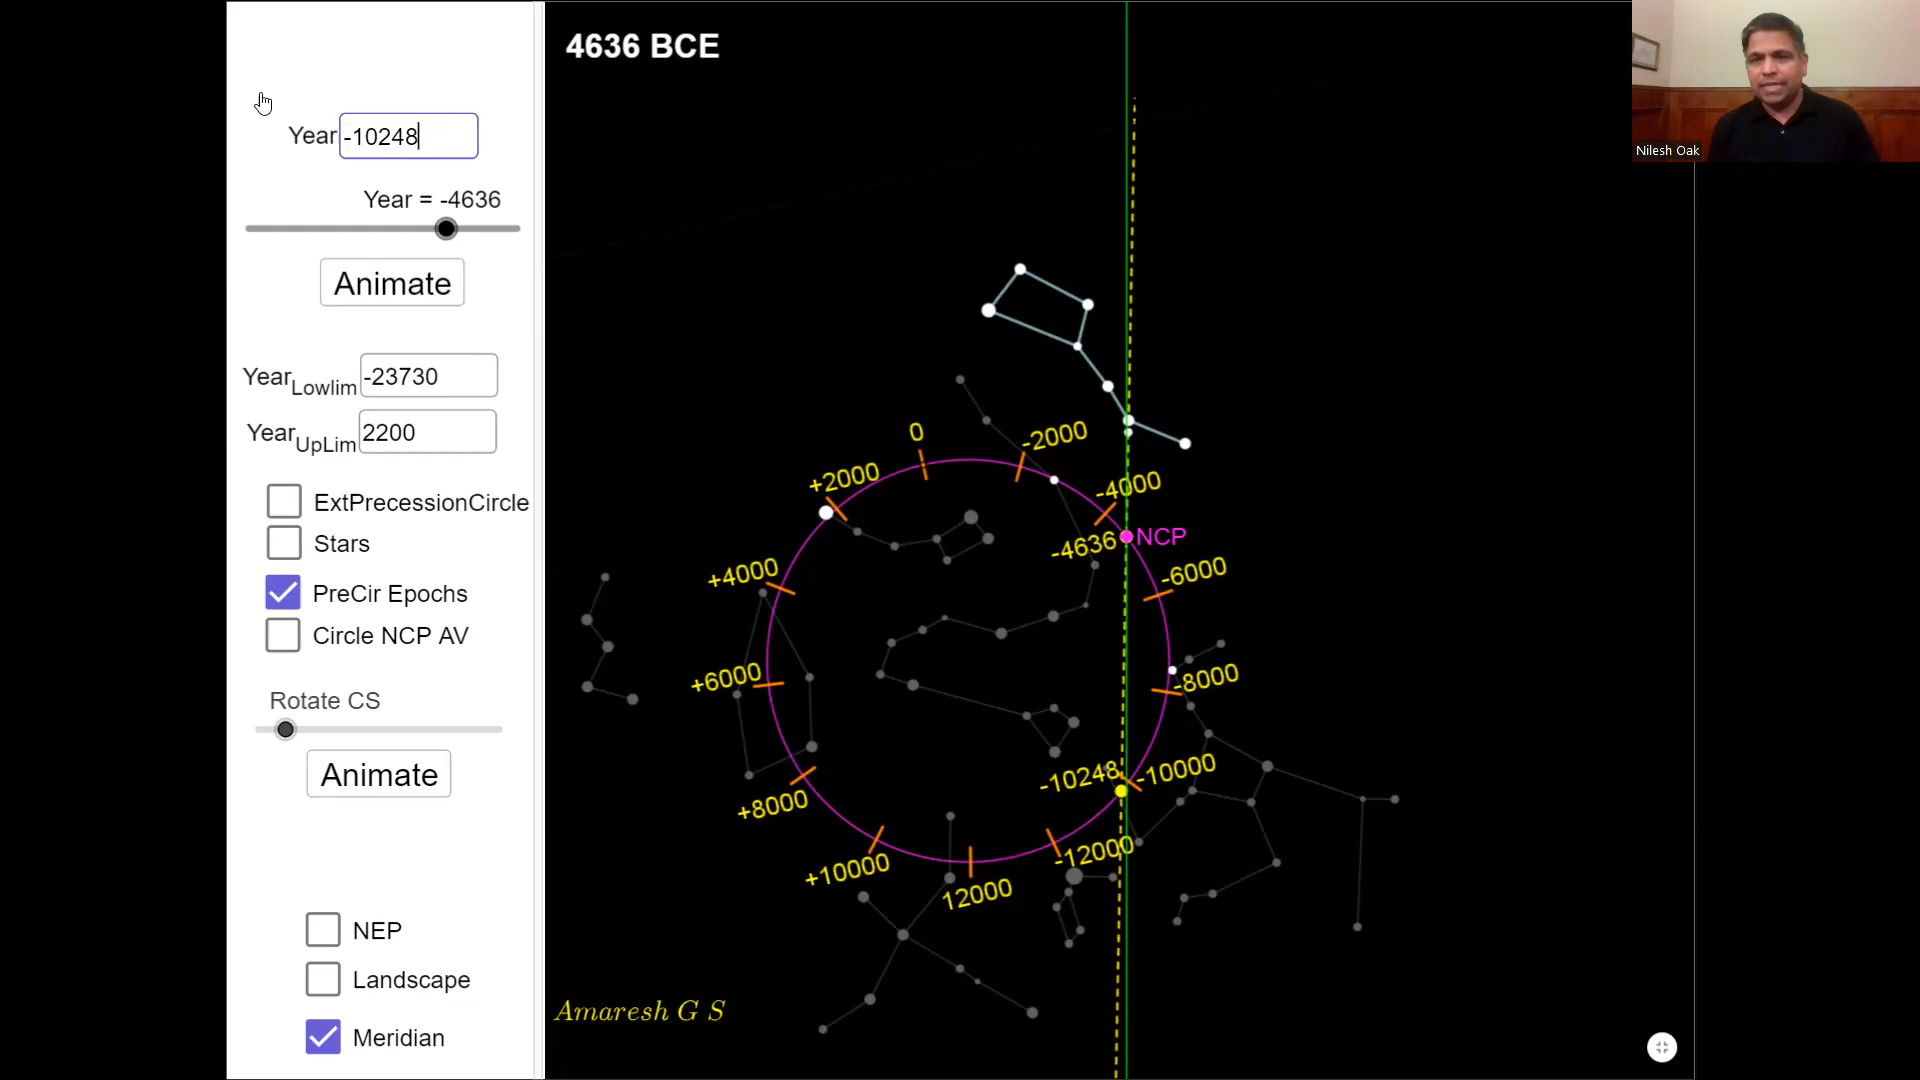 4636 BCE
Nilesh Oak
Year -10248
Year = -4636
Animate
YearLowlim -23730
YearUpLim 2200
ExtPrecessionCircle
Stars
PreCir Epochs
Circle NCP AV
Rotate CS
Animate
NEP
Landscape
Meridian
0
-2000
+2000
-4000
-4636
NCP
+4000
-6000
+6000
-8000
-10248
-10000
+8000
-12000
+10000
12000
Amaresh G S